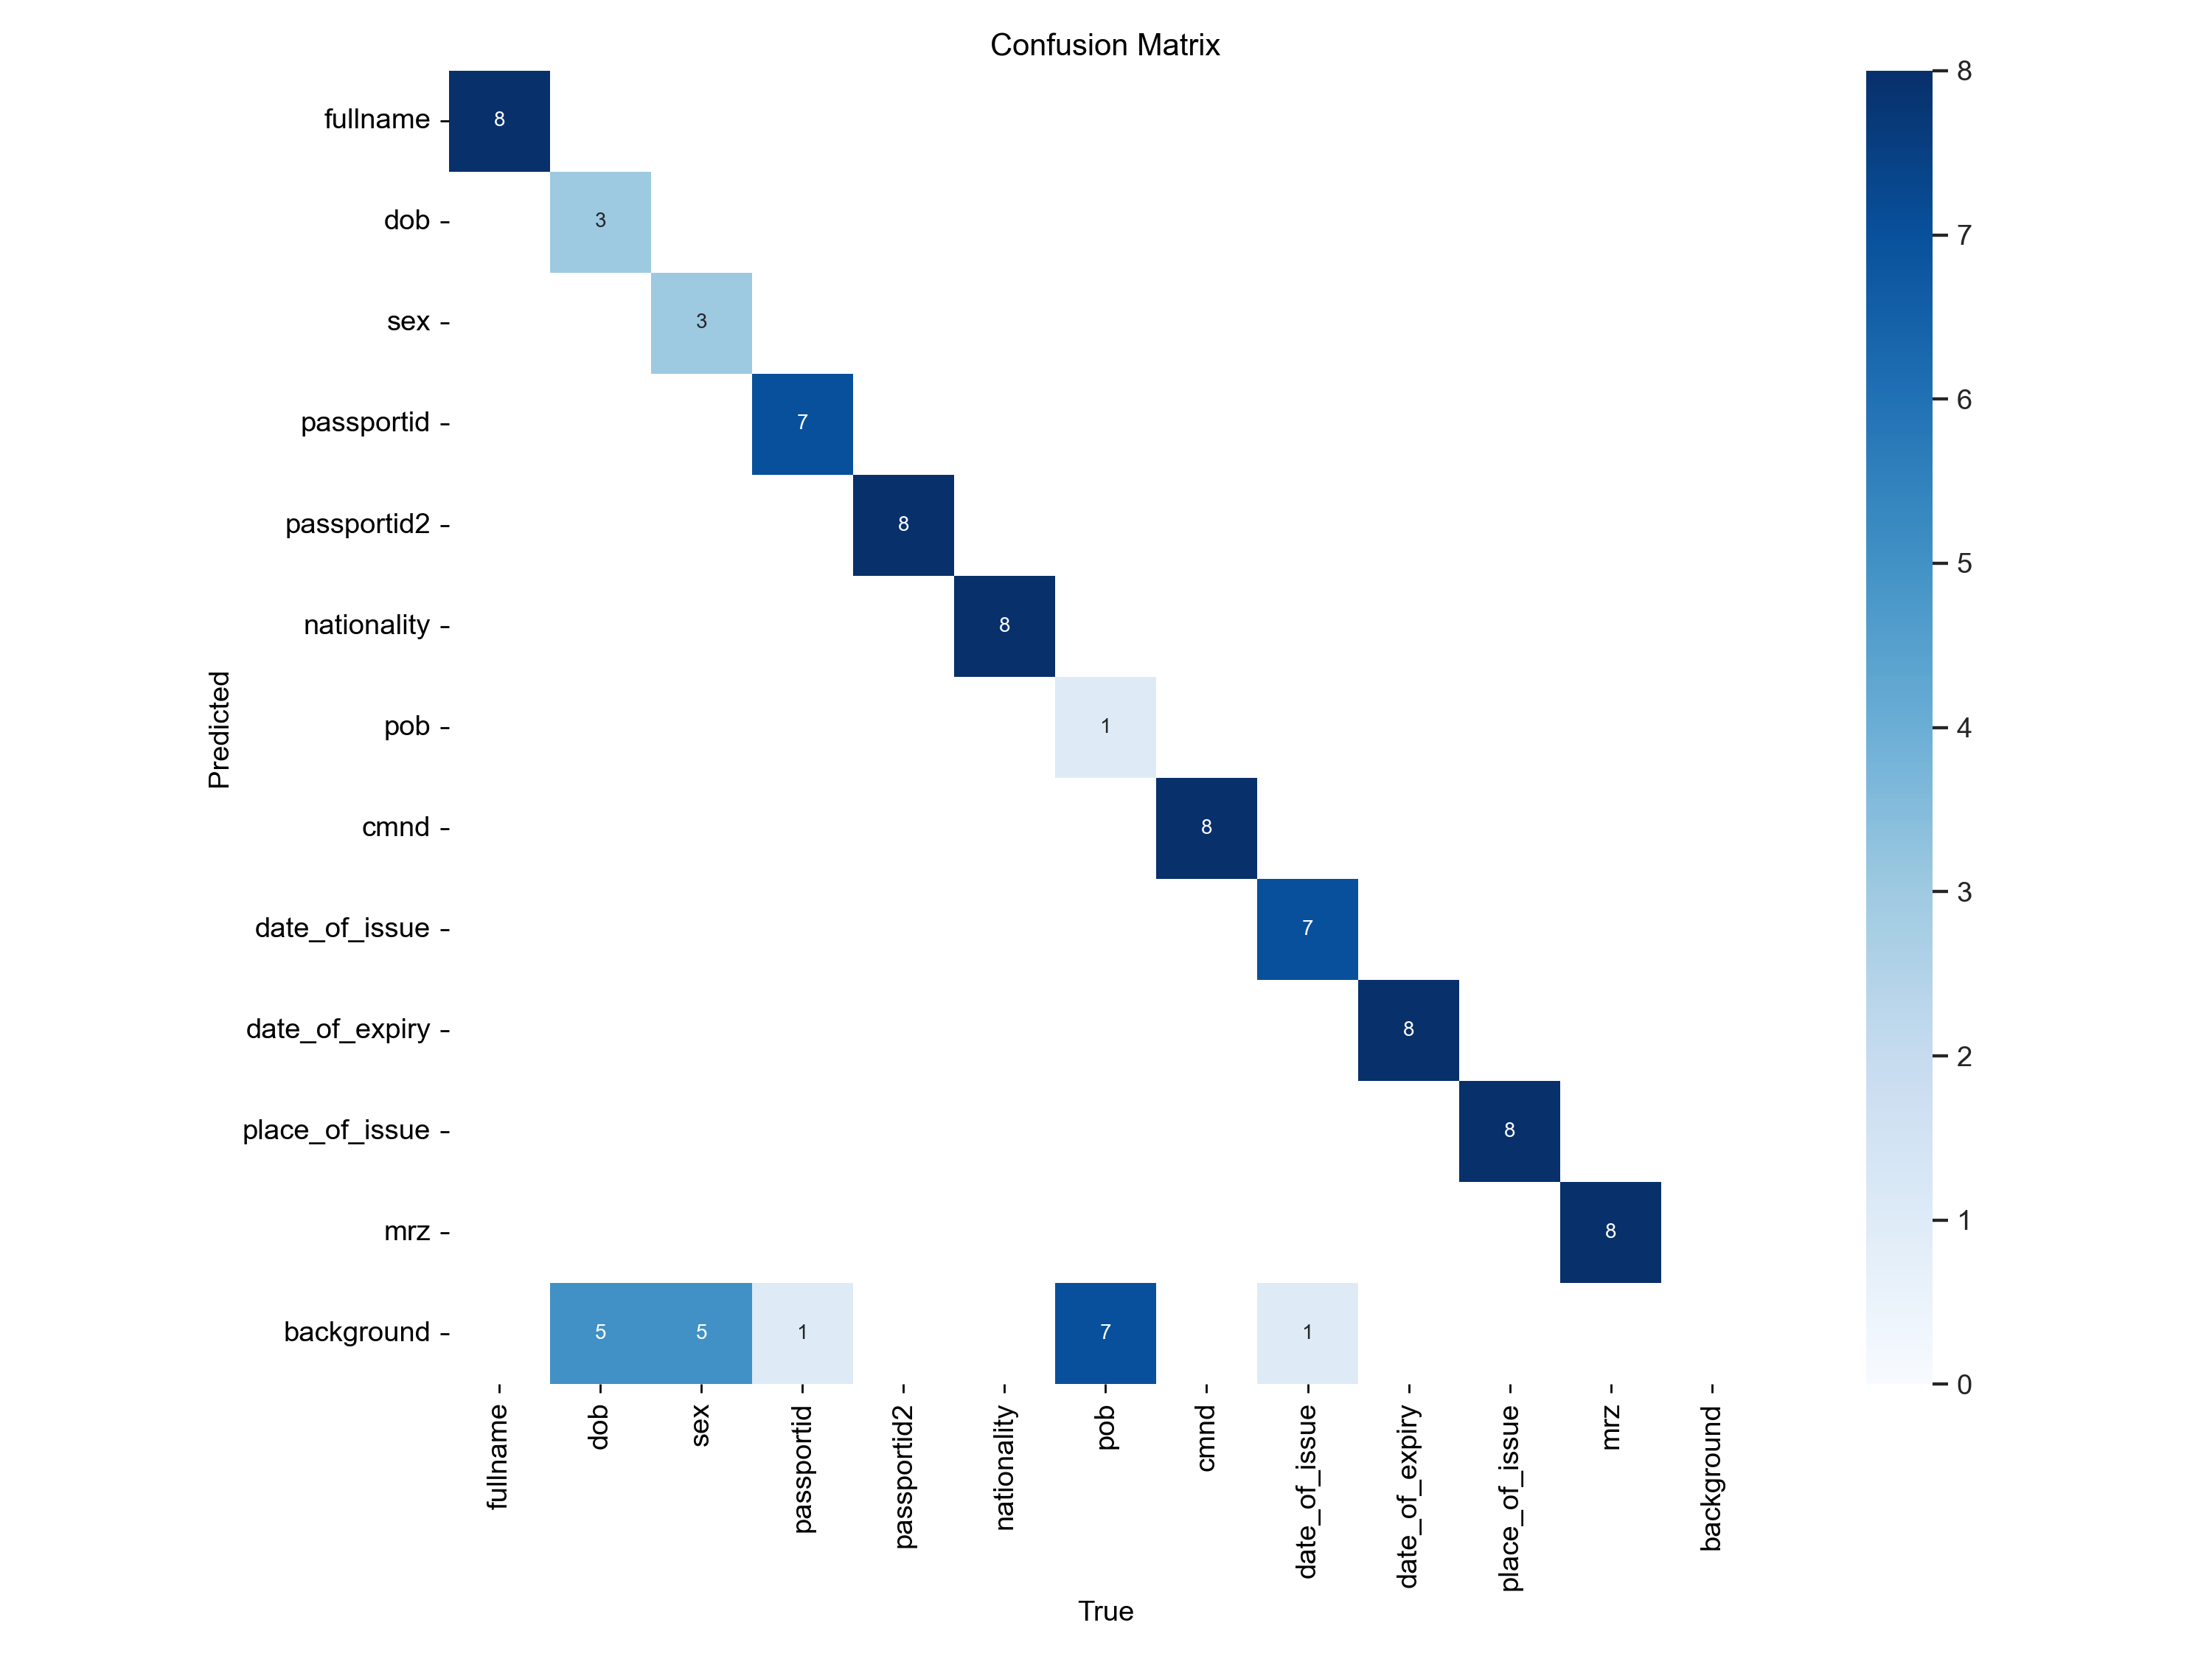 Confusion Matrix
fullname
dob
sex
passportid
passportid2
nationality
pob
cmnd
date_of_issue
date_of_expiry
place_of_issue
mrz
background
Predicted
8
3
3
7
8
8
1
8
7
8
8
8
5 5 1 7 1
fullname
dob
sex
passportid
passportid2
nationality
pob
cmnd
date_of_issue
date_of_expiry
place_of_issue
mrz
background
True
8
7
6
5
4
3
2
1
0